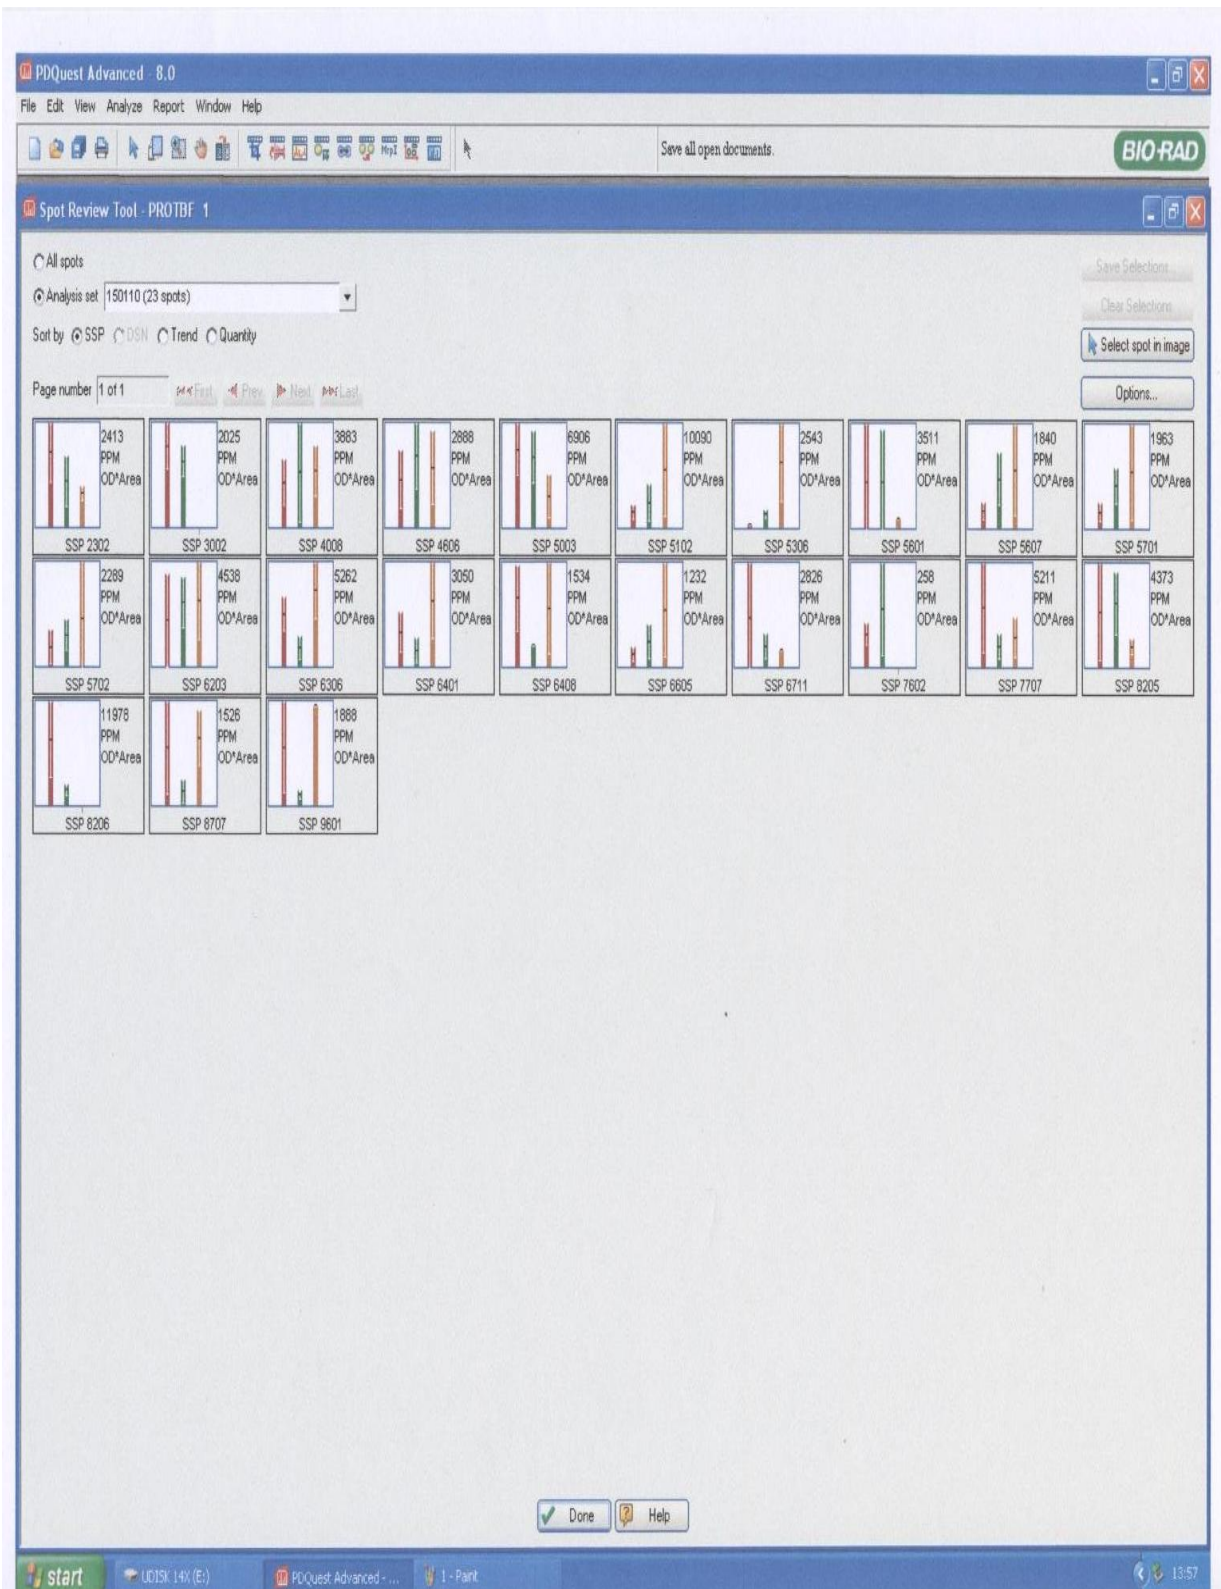 PDQuest Advanced - 8.0
File Edit View Analyze Report Window Help
Save all open documents.
BIO-RAD
Spot Review Tool - PROTBF 1
All spots
Save Selections...
Analysis set 150110 (23 spots)
Clear Selections
Sort by SSP DSN Trend Quantity
Select spot in image
Page number 1 of 1 First Prev Next Last
Options...
2413 PPM OD*Area SSP 2302
2025 PPM OD*Area SSP 3002
3883 PPM OD*Area SSP 4008
2888 PPM OD*Area SSP 4606
6906 PPM OD*Area SSP 5003
10090 PPM OD*Area SSP 5102
2543 PPM OD*Area SSP 5306
3511 PPM OD*Area SSP 5601
1840 PPM OD*Area SSP 5607
1963 PPM OD*Area SSP 5701
2289 PPM OD*Area SSP 5702
4538 PPM OD*Area SSP 6203
5262 PPM OD*Area SSP 6306
3050 PPM OD*Area SSP 6401
1534 PPM OD*Area SSP 6408
1232 PPM OD*Area SSP 6605
2826 PPM OD*Area SSP 6711
258 PPM OD*Area SSP 7602
5211 PPM OD*Area SSP 7707
4373 PPM OD*Area SSP 8205
11978 PPM OD*Area SSP 8206
1526 PPM OD*Area SSP 8707
1888 PPM OD*Area SSP 9601
Done Help
start UDISK 14X (E:) PDQuest Advanced - ... 1 - Paint 13:57